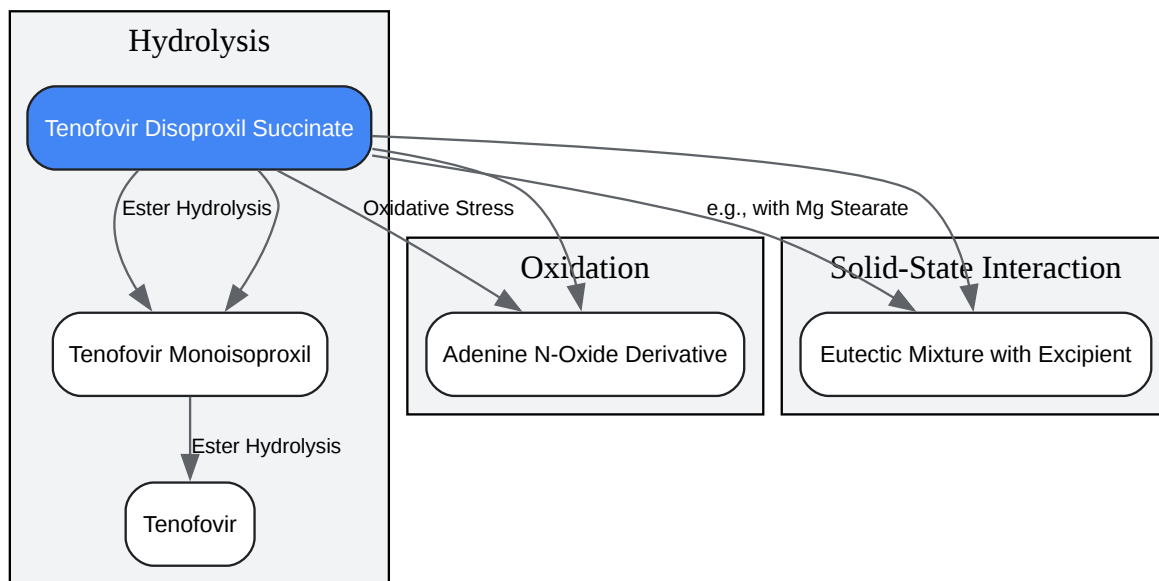 Hydrolysis
Tenofovir Disoproxil Succinate
Ester Hydrolysis
Oxidative Stress
e.g., with Mg Stearate
Oxidation
Solid-State Interaction
Tenofovir Monoisoproxil
Adenine N-Oxide Derivative
Eutectic Mixture with Excipient
Ester Hydrolysis
Tenofovir